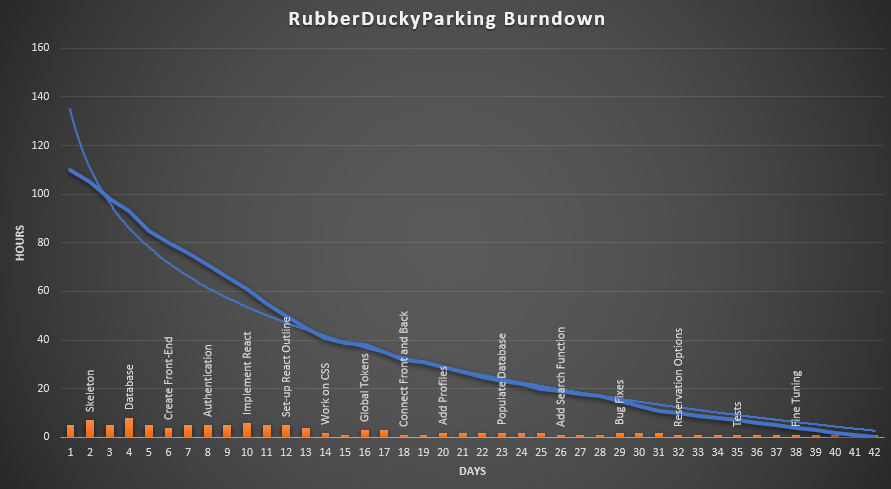 RubberDuckyParking Burndown
160
140
120
100
80
60
40
20
0
HOURS
Skeleton
Database
Create Front-End
Authentication
Implement React
Set-up React Outline
Work on CSS
Global Tokens
Connect Front and Back
Add Profiles
Populate Database
Add Search Function
Bug Fixes
Reservation Options
Tests
Fine Tuning
1 2 3 4 5 6 7 8 9 10 11 12 13 14 15 16 17 18 19 20 21 22 23 24 25 26 27 28 29 30 31 32 33 34 35 36 37 38 39 40 41 42
DAYS